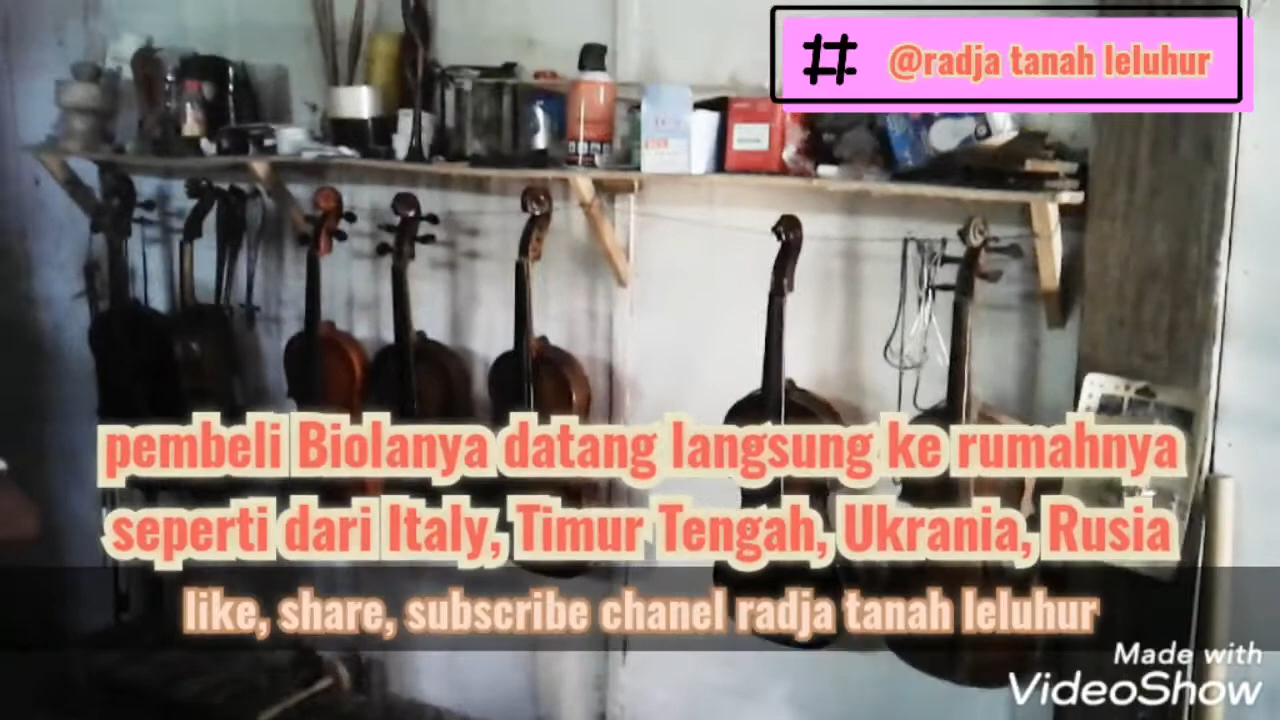 # @radja tanah leluhur
pembeli Biolanya datang langsung ke rumahnya
seperti dari Italy, Timur Tengah, Ukrania, Rusia
like, share, subscribe chanel radja tanah leluhur
Made with
VideoShow